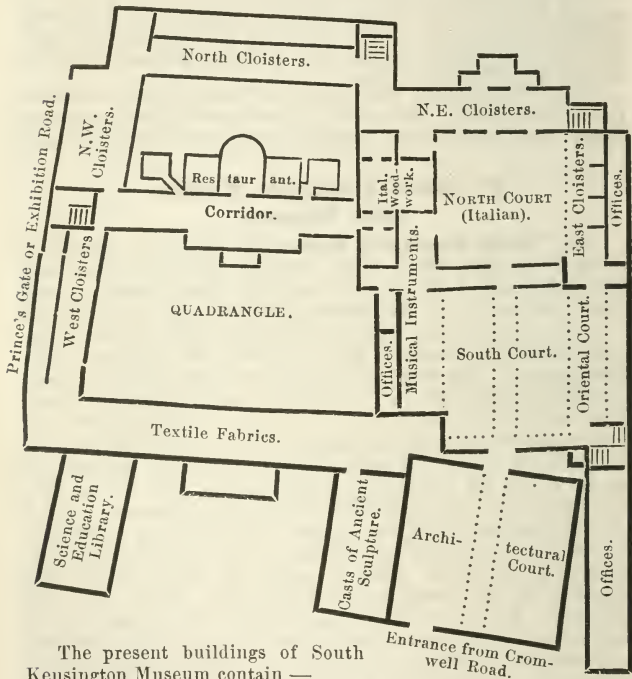 North Cloisters.
N.E. Cloisters.
Prince's Gate or Exhibition Road.
N.W.
Cloisters.
Res taur ant.
Corridor.
Ital.
Wood-
work.
NORTH COURT
(Italian).
East Cloisters.
Offices.
West Cloisters
QUADRANGLE.
Offices.
Musical Instruments.
South Court.
Oriental Court.
Textile Fabrics.
Science and
Education
Library.
Casts of Ancient
Sculpture.
Archi-
tectural
Court.
Offices.
Entrance from Crom-
well Road.
The present buildings of South
Kensington Museum contain —